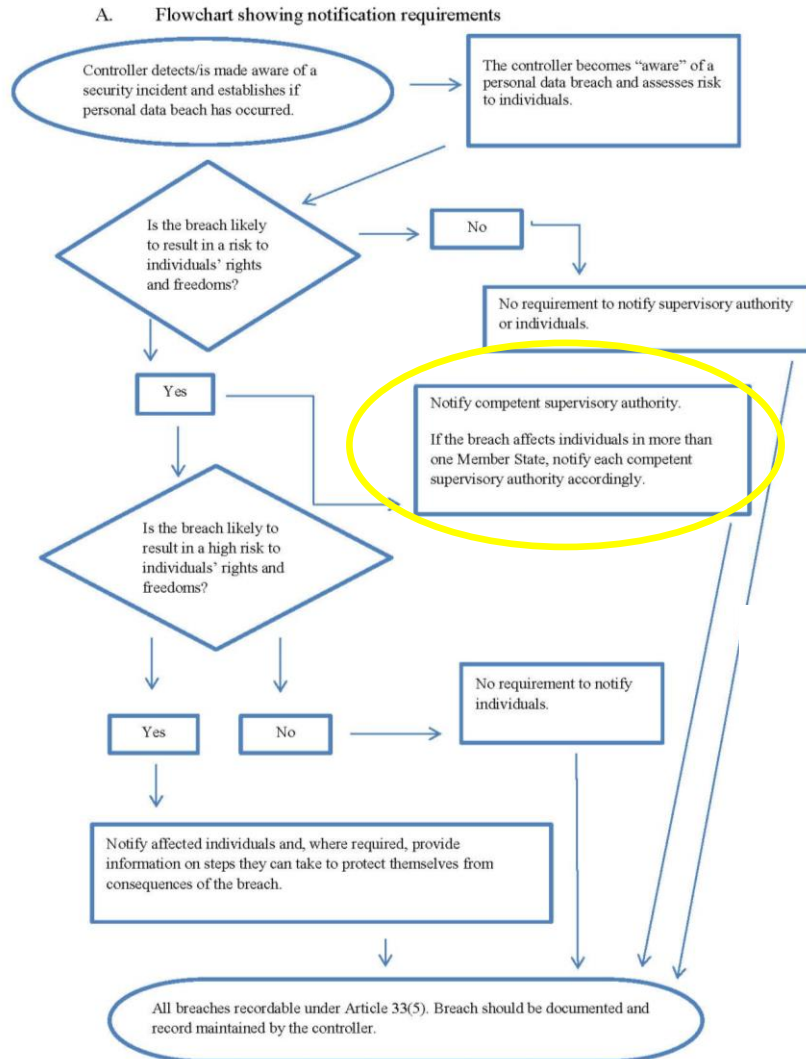 A. Flowchart showing notification requirements
Controller detects/is made aware of a
security incident and establishes if
personal data beach has occurred.
The controller becomes “aware” of a
personal data breach and assesses risk
to individuals.
Is the breach likely
to result in a risk to
individuals’ rights
and freedoms?
No
No requirement to notify supervisory authority
or individuals.
Yes
Notify competent supervisory authority.
If the breach affects individuals in more than
one Member State, notify each competent
supervisory authority accordingly.
Is the breach likely to
result in a high risk to
individuals’ rights and
freedoms?
Yes
No
No requirement to notify
individuals.
Notify affected individuals and, where required, provide
information on steps they can take to protect themselves from
consequences of the breach.
All breaches recordable under Article 33(5). Breach should be documented and
record maintained by the controller.